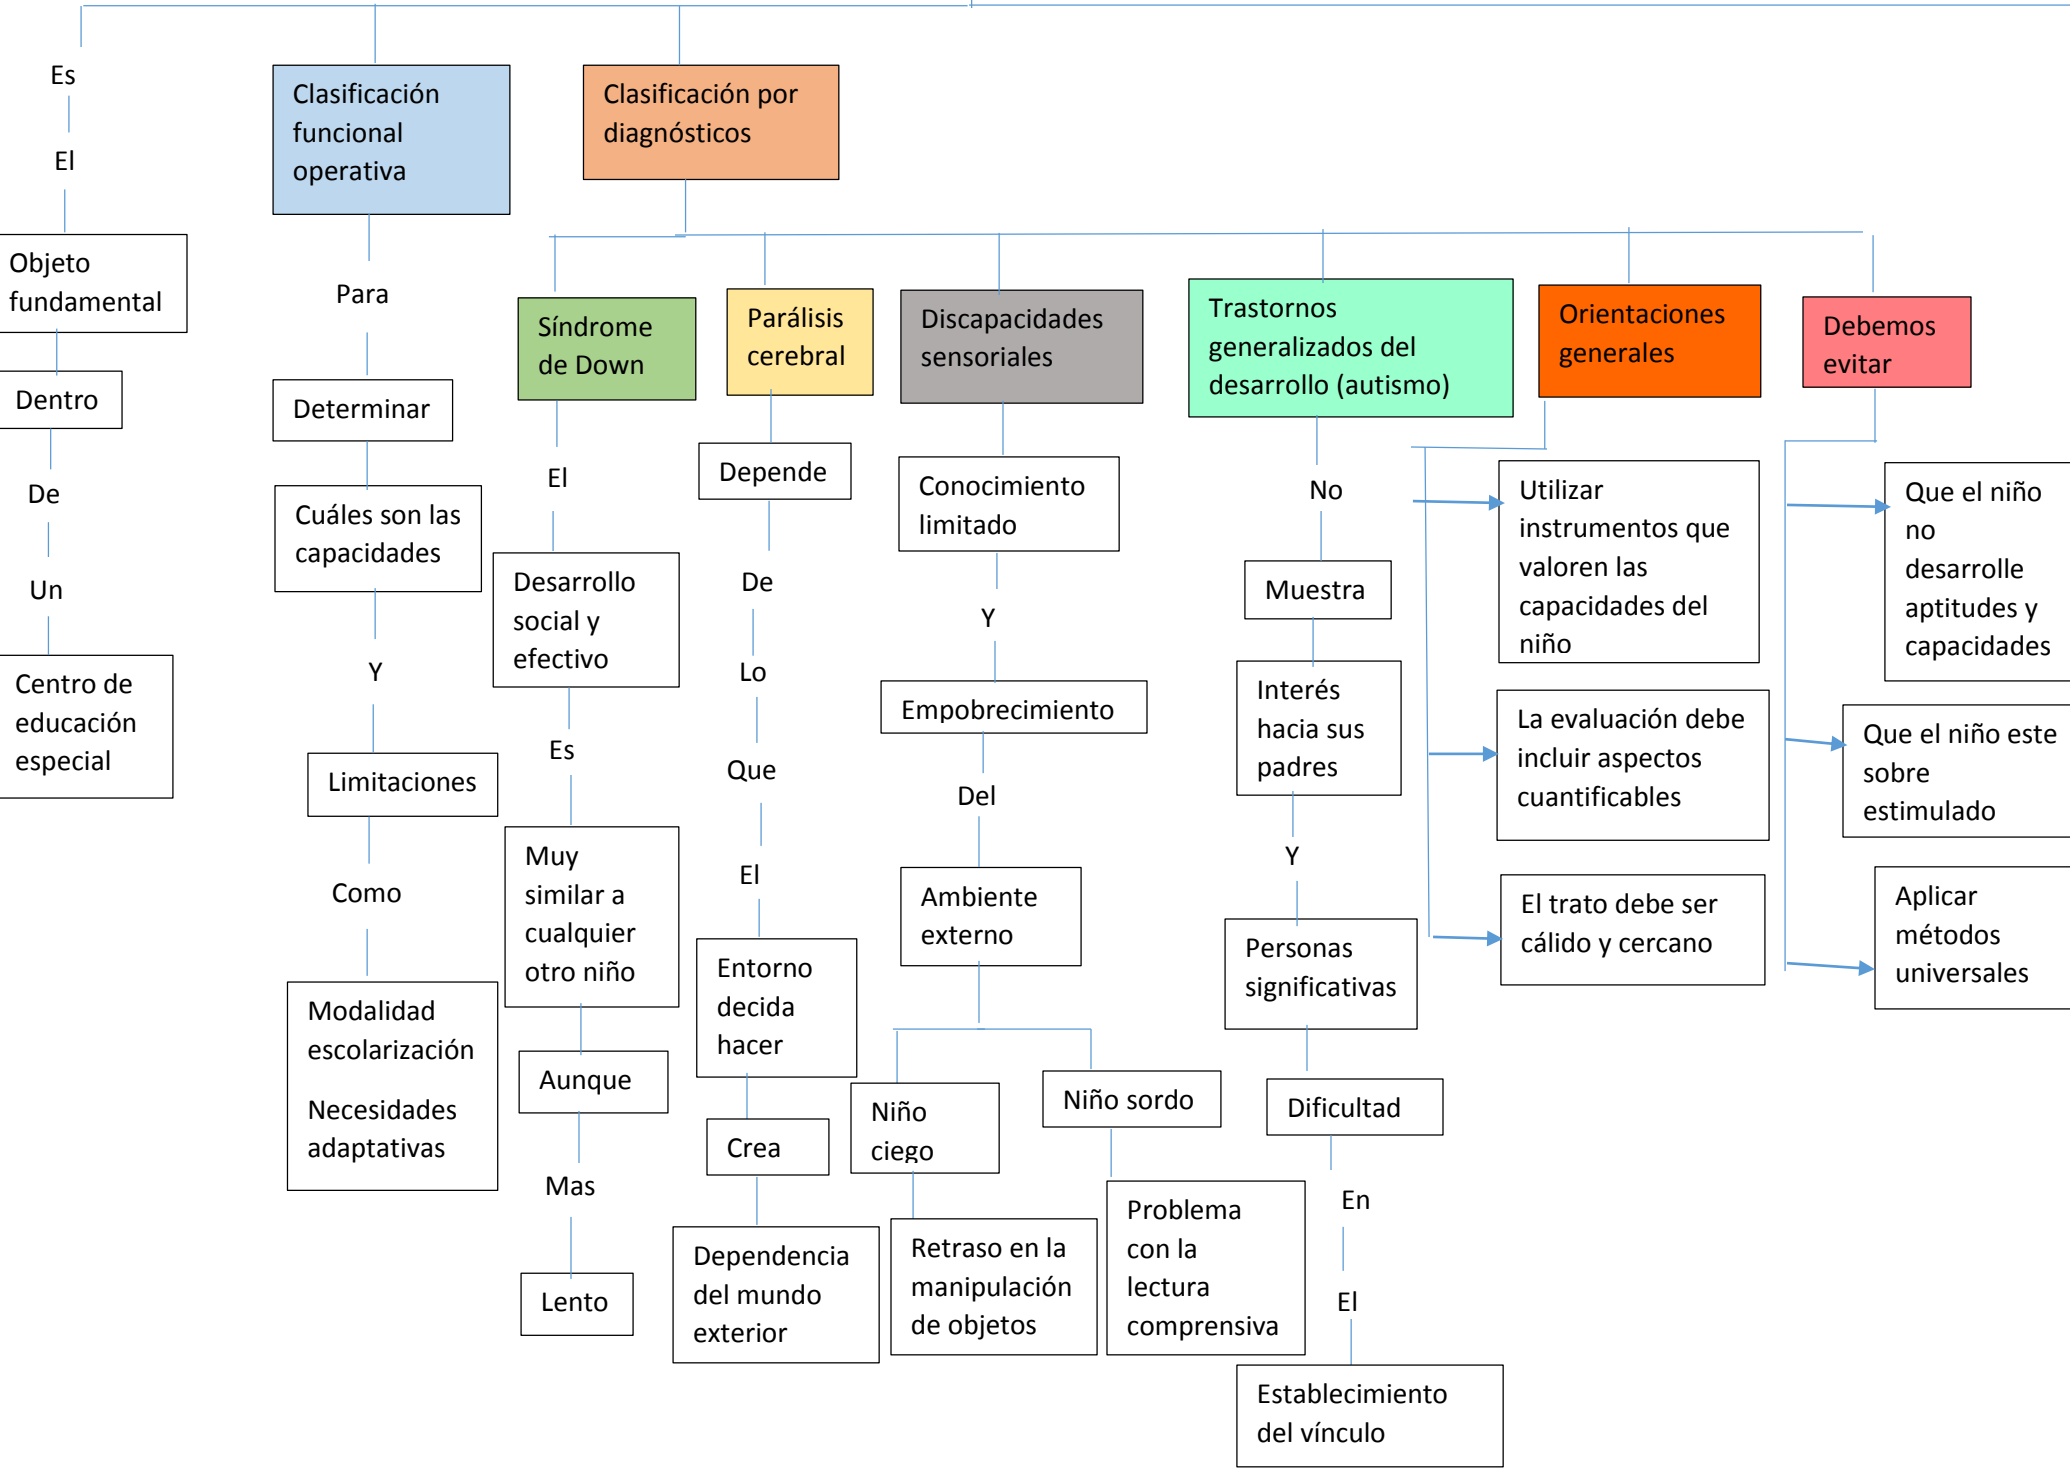 Es
El
Objeto
fundamental
Dentro
De
Un
Centro de
educación
especial
Clasificación
funcional
operativa
Para
Determinar
Cuáles son las
capacidades
Y
Limitaciones
Como
Modalidad
escolarización
Necesidades
adaptativas
Clasificación por
diagnósticos
Síndrome
de Down
El
Desarrollo
social y
efectivo
Es
Muy
similar a
cualquier
otro niño
Aunque
Mas
Lento
Parálisis
cerebral
Depende
De
Lo
Que
El
Entorno
decida
hacer
Crea
Dependencia
del mundo
exterior
Discapacidades
sensoriales
Conocimiento
limitado
Y
Empobrecimiento
Del
Ambiente
externo
Niño
ciego
Retraso en la
manipulación
de objetos
Niño sordo
Problema
con la
lectura
comprensiva
Trastornos
generalizados del
desarrollo (autismo)
No
Muestra
Interés
hacia sus
padres
Y
Personas
significativas
Dificultad
En
El
Establecimiento
del vínculo
Orientaciones
generales
Utilizar
instrumentos que
valoren las
capacidades del
niño
La evaluación debe
incluir aspectos
cuantificables
El trato debe ser
cálido y cercano
Debemos
evitar
Que el niño
no
desarrolle
aptitudes y
capacidades
Que el niño este
sobre
estimulado
Aplicar
métodos
universales